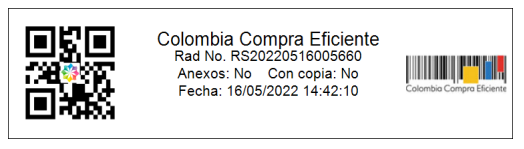 Colombia Compra Eficiente
Rad No. RS20220516005660
Anexos: No Con copia: No
Fecha: 16/05/2022 14:42:10
Colombia Compra Eficiente